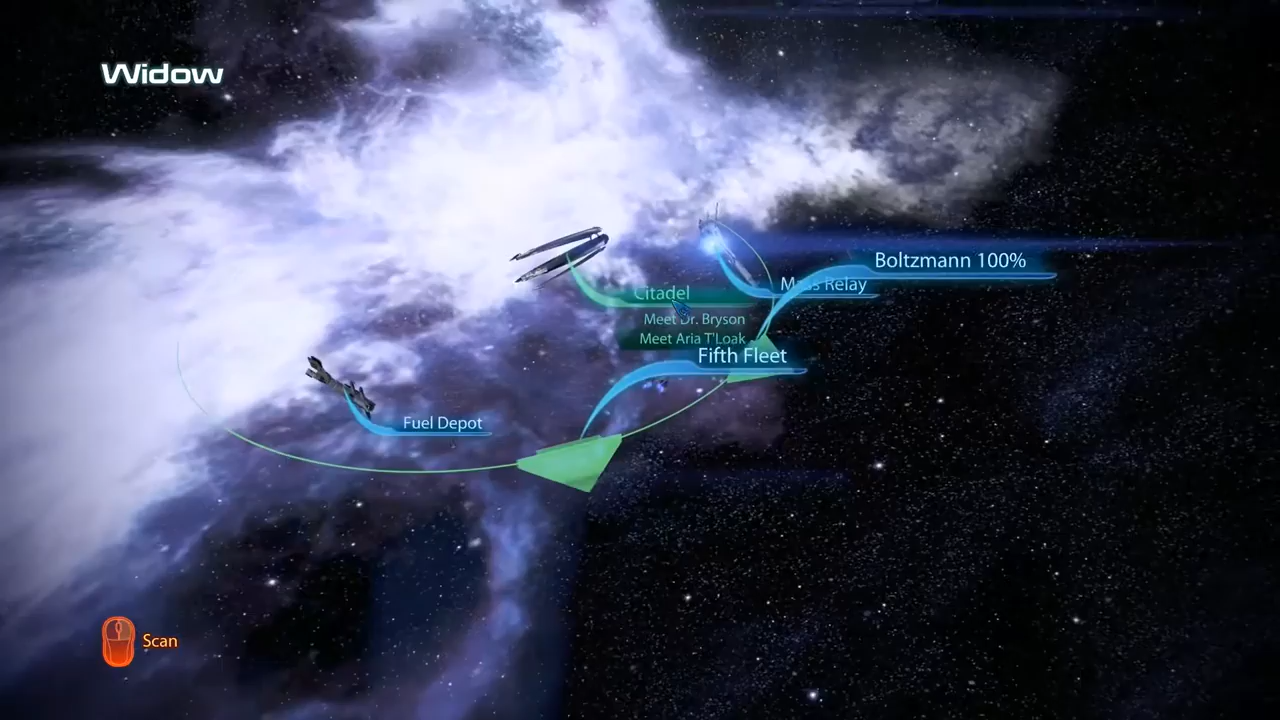 Widow
Boltzmann 100%
Mass Relay
Citadel
Meet Dr. Bryson
Meet Aria T'Loak
Fifth Fleet
Fuel Depot
Scan